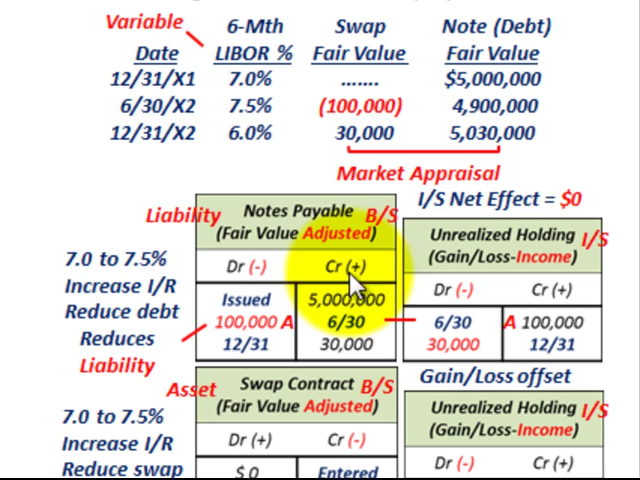 Variable 6-Mth Swap Note (Debt)
Date LIBOR % Fair Value Fair Value
12/31/X1 7.0% ....... $5,000,000
6/30/X2 7.5% (100,000) 4,900,000
12/31/X2 6.0% 30,000 5,030,000
Market Appraisal
I/S Net Effect = $0
Liability Notes Payable B/S
(Fair Value Adjusted)
Dr (-) Cr (+)
Issued 5,000,000
100,000 A 6/30
12/31 30,000
Unrealized Holding I/S
(Gain/Loss-Income)
Dr (-) Cr (+)
6/30 A 100,000
30,000 12/31
7.0 to 7.5%
Increase I/R
Reduce debt
Reduces
Liability
Gain/Loss offset
Asset Swap Contract B/S
(Fair Value Adjusted)
Dr (+) Cr (-)
$0 Entered
Unrealized Holding I/S
(Gain/Loss-Income)
Dr (-) Cr (+)
7.0 to 7.5%
Increase I/R
Reduce swap